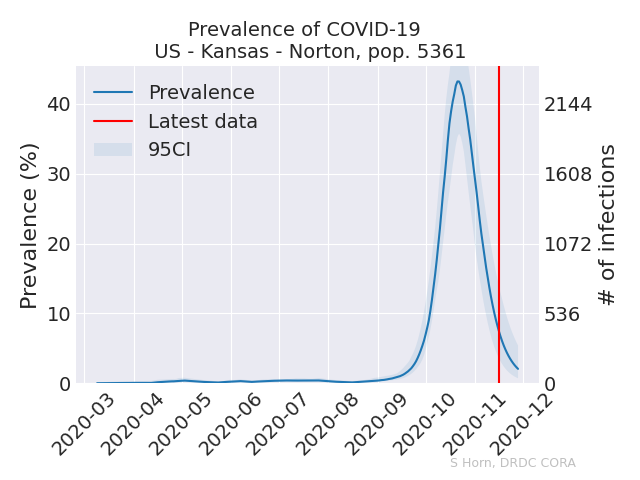 Prevalence of COVID-19
US - Kansas - Norton, pop. 5361
Prevalence
Latest data
95CI
Prevalence (%)
40
30
20
10
0
2144
1608
1072
536
0
# of infections
2020-03
2020-04
2020-05
2020-06
2020-07
2020-08
2020-09
2020-10
2020-11
2020-12
S Horn, DRDC CORA